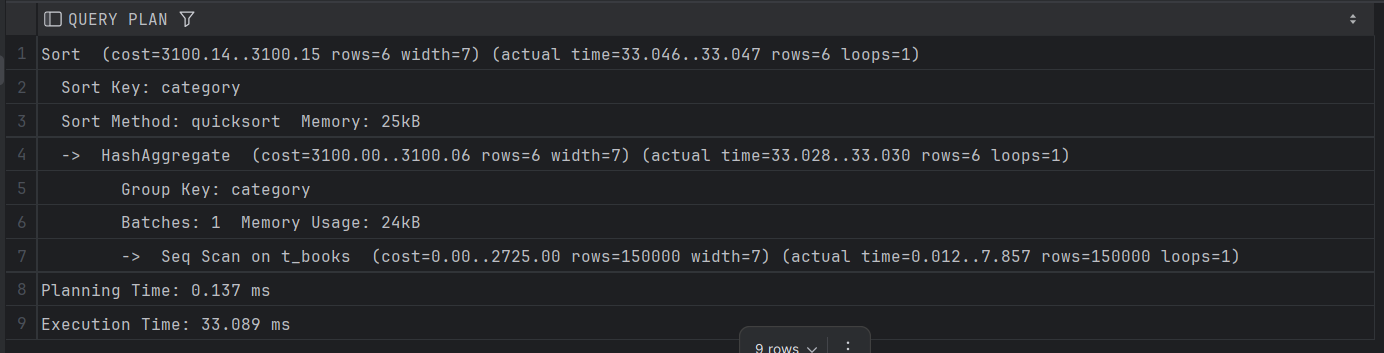 QUERY PLAN
1 Sort  (cost=3100.14..3100.15 rows=6 width=7) (actual time=33.046..33.047 rows=6 loops=1)
2   Sort Key: category
3   Sort Method: quicksort  Memory: 25kB
4   ->  HashAggregate  (cost=3100.00..3100.06 rows=6 width=7) (actual time=33.028..33.030 rows=6 loops=1)
5         Group Key: category
6         Batches: 1  Memory Usage: 24kB
7         ->  Seq Scan on t_books  (cost=0.00..2725.00 rows=150000 width=7) (actual time=0.012..7.857 rows=150000 loops=1)
8 Planning Time: 0.137 ms
9 Execution Time: 33.089 ms
9 rows